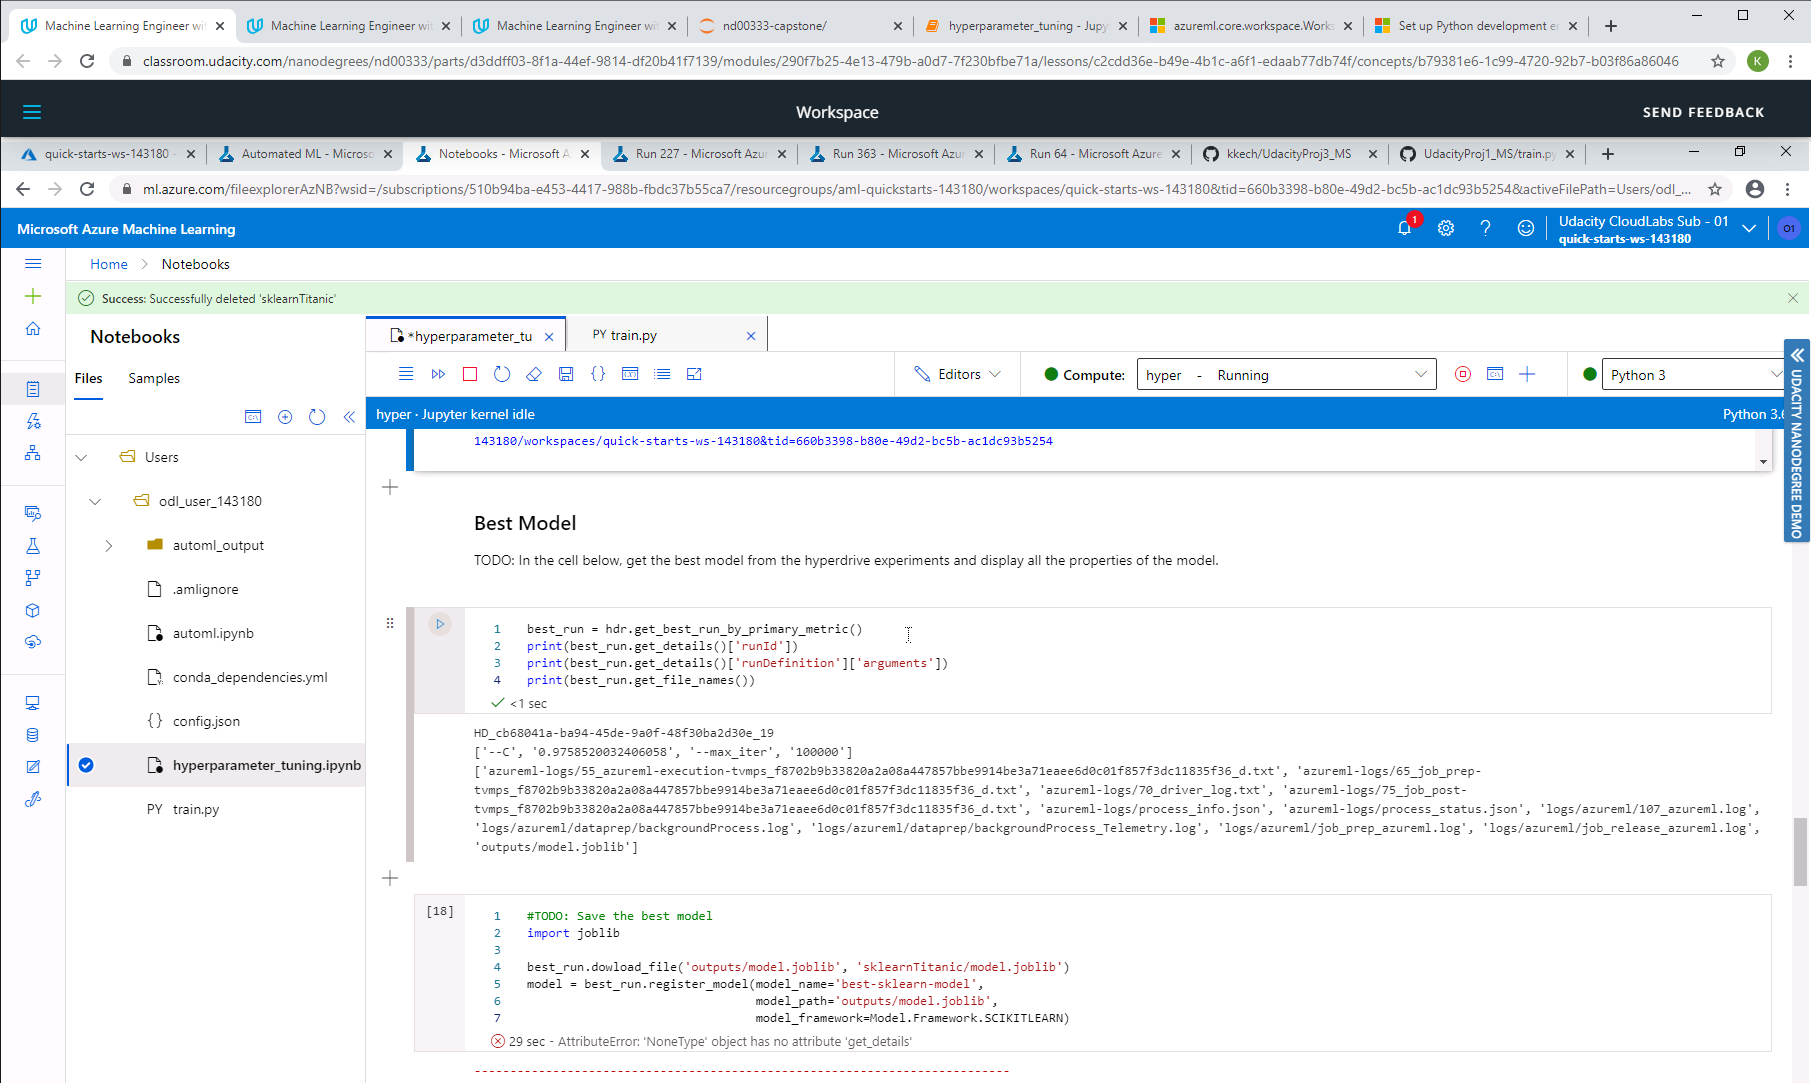 Machine Learning Engineer wit
Machine Learning Engineer wit
Machine Learning Engineer wit
nd00333-capstone/
hyperparameter_tuning - Jupy
azureml.core.workspace.Works
Set up Python development en
classroom.udacity.com/nanodegrees/nd00333/parts/d3ddff03-8f1a-44ef-9814-df20b41f7139/modules/290f7b25-4e13-479b-a0d7-7f230bfbe71a/lessons/c2cdd36e-b49e-4b1c-a6f1-edaab77db74f/concepts/b79381e6-1c99-4720-92b7-b03f86a86046
K
Workspace
SEND FEEDBACK
quick-starts-ws-143180 -
Automated ML - Microso
Notebooks - Microsoft A
Run 227 - Microsoft Azur
Run 363 - Microsoft Azur
Run 64 - Microsoft Azure
kkech/UdacityProj3_MS
UdacityProj1_MS/train.py
ml.azure.com/fileexplorerAzNB?wsid=/subscriptions/510b94ba-e453-4417-988b-fbdc37b55ca7/resourcegroups/aml-quickstarts-143180/workspaces/quick-starts-ws-143180&tid=660b3398-b80e-49d2-bc5b-ac1dc93b5254&activeFilePath=Users/odl_...
Microsoft Azure Machine Learning
1
Udacity CloudLabs Sub - 01
quick-starts-ws-143180
O1
Home > Notebooks
Success: Successfully deleted 'sklearnTitanic'
Notebooks
Files
Samples
Users
odl_user_143180
automl_output
.amlignore
automl.ipynb
conda_dependencies.yml
{} config.json
hyperparameter_tuning.ipynb
PY train.py
*hyperparameter_tu
PY train.py
Editors
Compute:
hyper - Running
Python 3
hyper · Jupyter kernel idle
Python 3.6
UDACITY NANODEGREE DEMO
143180/workspaces/quick-starts-ws-143180&tid=660b3398-b80e-49d2-bc5b-ac1dc93b5254
Best Model
TODO: In the cell below, get the best model from the hyperdrive experiments and display all the properties of the model.
1 best_run = hdr.get_best_run_by_primary_metric()
2 print(best_run.get_details()['runId'])
3 print(best_run.get_details()['runDefinition']['arguments'])
4 print(best_run.get_file_names())
<1 sec
HD_cb68041a-ba94-45de-9a0f-48f30ba2d30e_19
['--C', '0.9758520032406058', '--max_iter', '100000']
['azureml-logs/55_azureml-execution-tvmps_f8702b9b33820a2a08a447857bbe9914be3a71eaee6d0c01f857f3dc11835f36_d.txt', 'azureml-logs/65_job_prep-
tvmps_f8702b9b33820a2a08a447857bbe9914be3a71eaee6d0c01f857f3dc11835f36_d.txt', 'azureml-logs/70_driver_log.txt', 'azureml-logs/75_job_post-
tvmps_f8702b9b33820a2a08a447857bbe9914be3a71eaee6d0c01f857f3dc11835f36_d.txt', 'azureml-logs/process_info.json', 'azureml-logs/process_status.json', 'logs/azureml/107_azureml.log',
'logs/azureml/dataprep/backgroundProcess.log', 'logs/azureml/dataprep/backgroundProcess_Telemetry.log', 'logs/azureml/job_prep_azureml.log', 'logs/azureml/job_release_azureml.log',
'outputs/model.joblib']
[18]
1 #TODO: Save the best model
2 import joblib
3
4 best_run.dowload_file('outputs/model.joblib', 'sklearnTitanic/model.joblib')
5 model = best_run.register_model(model_name='best-sklearn-model',
6 model_path='outputs/model.joblib',
7 model_framework=Model.Framework.SCIKITLEARN)
29 sec - AttributeError: 'NoneType' object has no attribute 'get_details'
---------------------------------------------------------------------------